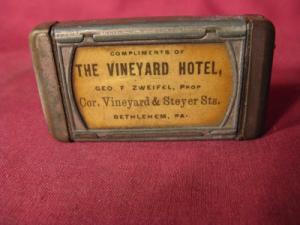 COMPLIMENTS OF
THE VINEYARD HOTEL,
GEO. F ZWEIFEL, PROP
Cor. Vineyard & Steyer Sts.
BETHLEHEM, PA.